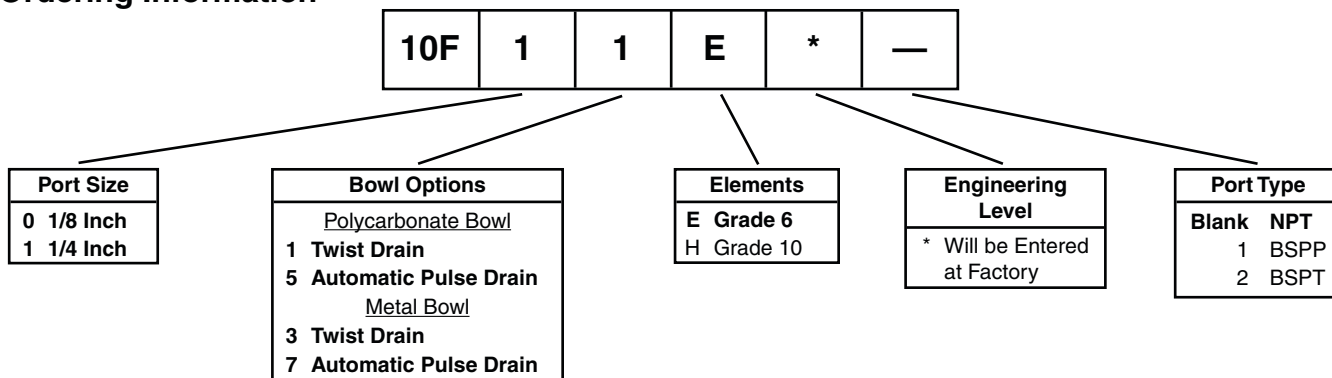 10F 1 1 E * —
Port Size
0 1/8 Inch
1 1/4 Inch
Bowl Options
Polycarbonate Bowl
1 Twist Drain
5 Automatic Pulse Drain
Metal Bowl
3 Twist Drain
7 Automatic Pulse Drain
Elements
E Grade 6
H Grade 10
Engineering
Level
* Will be Entered
at Factory
Port Type
Blank NPT
1 BSPP
2 BSPT